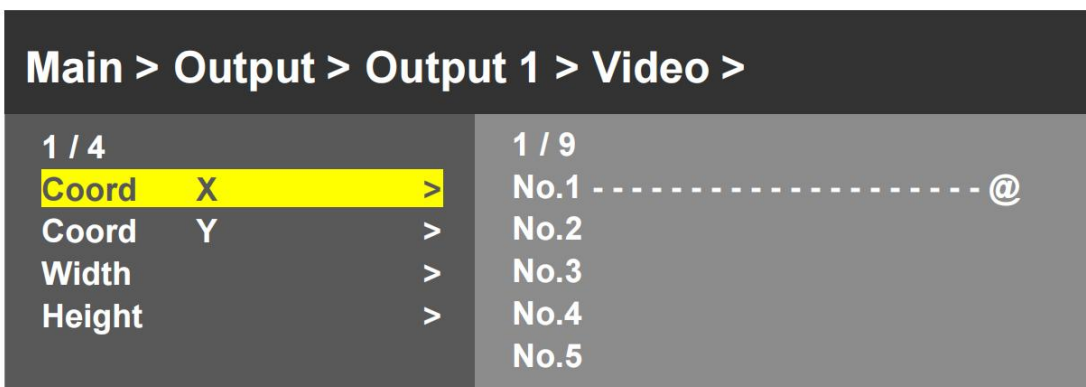 Main > Output > Output 1 > Video >
1 / 4
Coord X >
Coord Y >
Width >
Height >
1 / 9
No.1 - - - - - - - - - - - - - - - - - - - - @
No.2
No.3
No.4
No.5